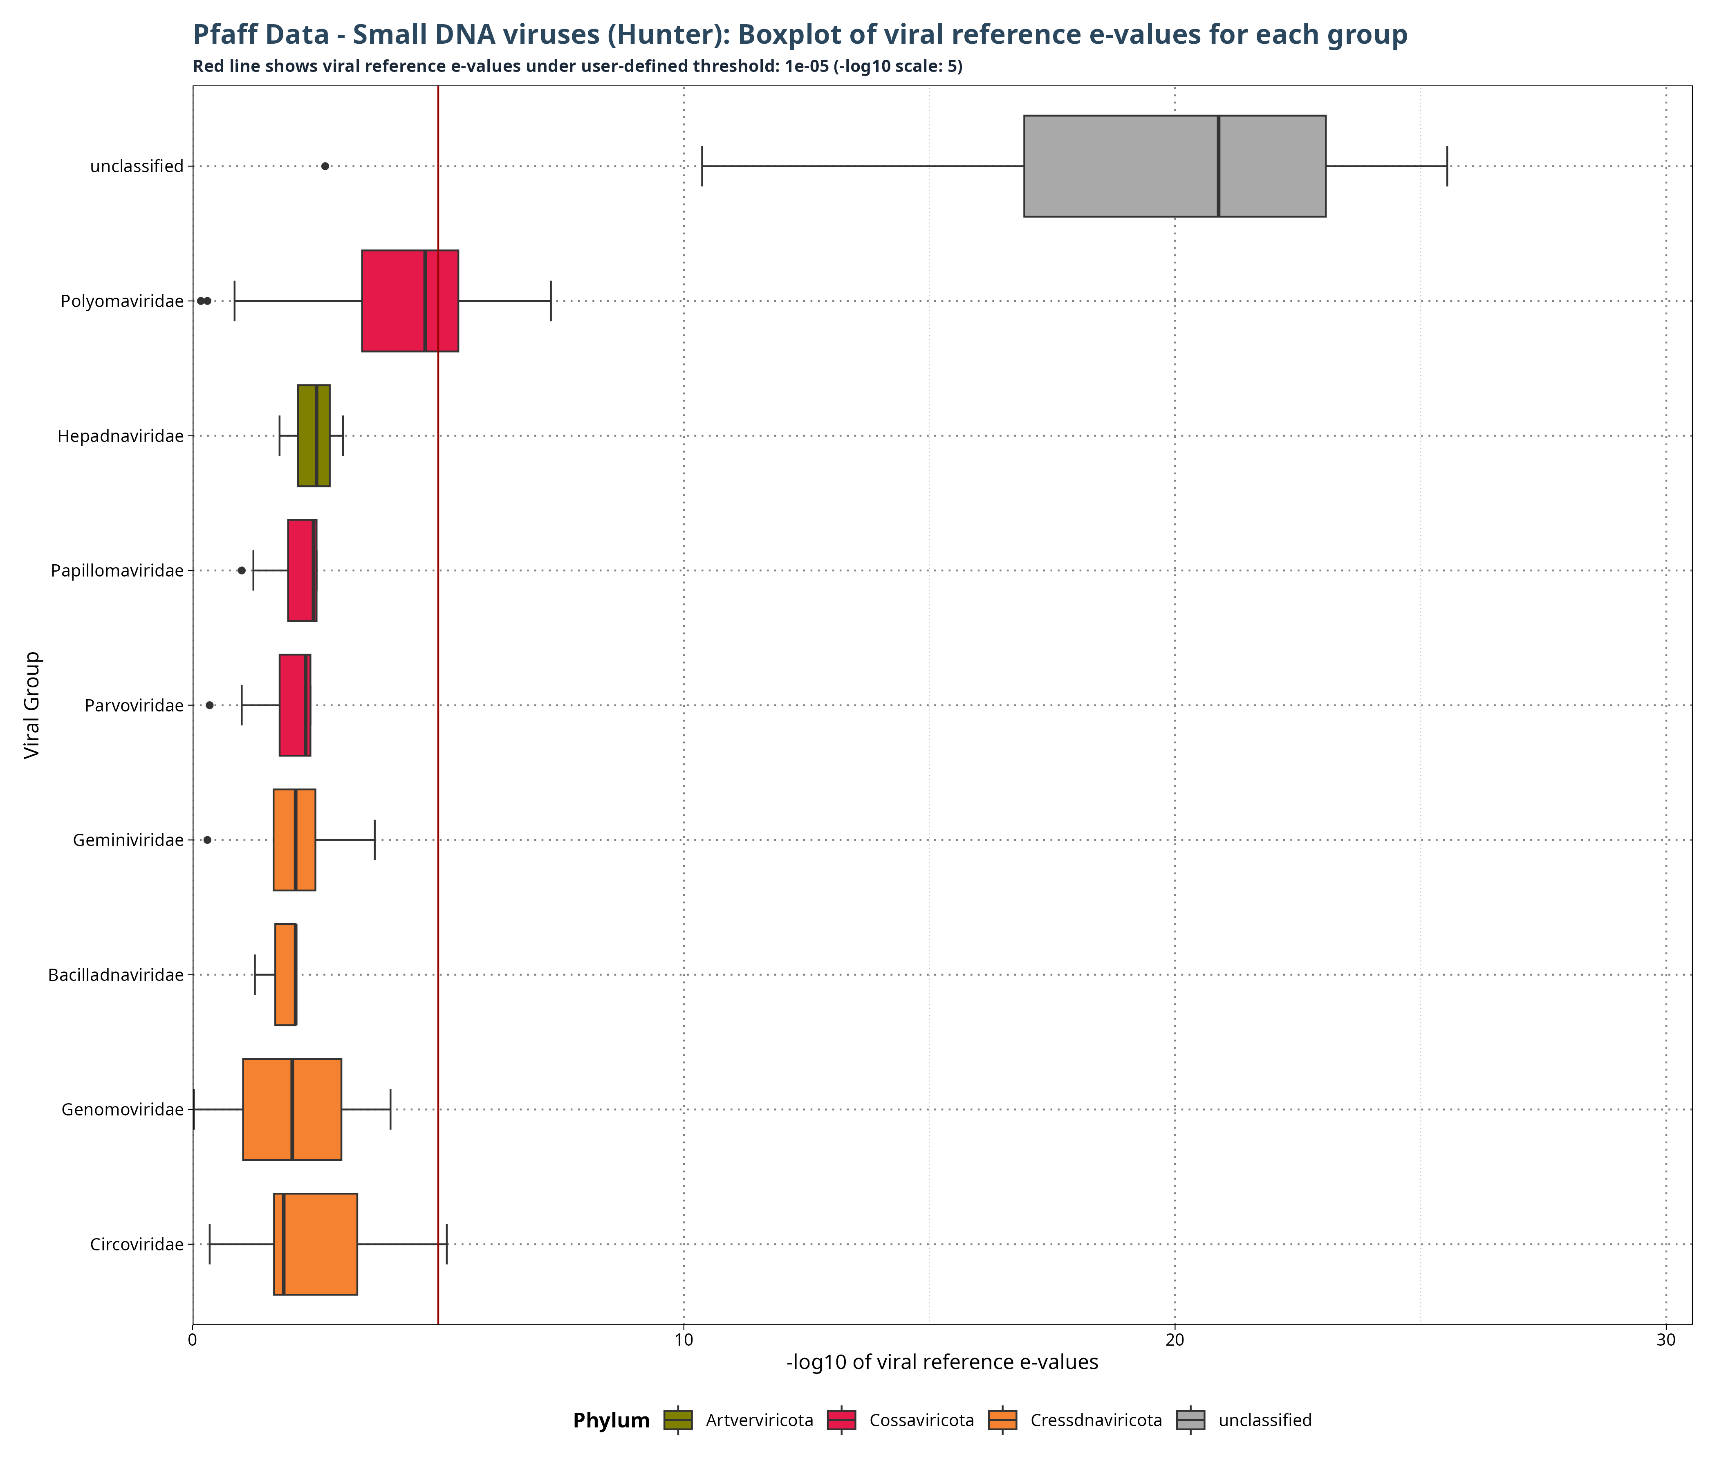 Pfaff Data - Small DNA viruses (Hunter): Boxplot of viral reference e-values for each group
Red line shows viral reference e-values under user-defined threshold: 1e-05 (-log10 scale: 5)
Viral Group
unclassified
Polyomaviridae
Hepadnaviridae
Papillomaviridae
Parvoviridae
Geminiviridae
Bacilladnaviridae
Genomoviridae
Circoviridae
0 10 20 30
-log10 of viral reference e-values
Phylum Artverviricota Cossaviricota Cressdnaviricota unclassified